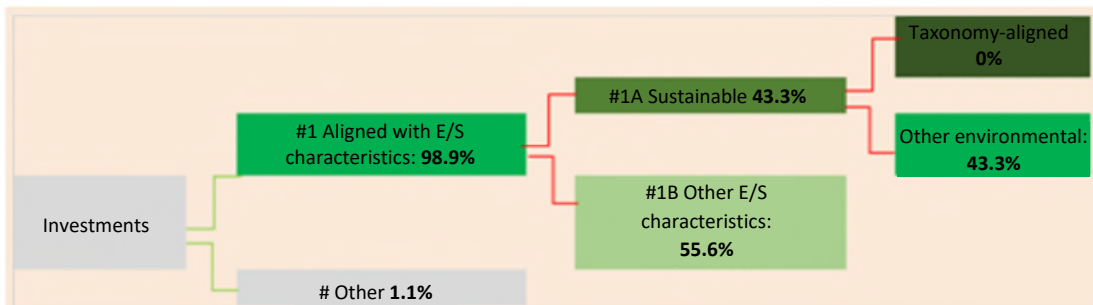 Taxonomy-aligned
0%
#1A Sustainable 43.3%
#1 Aligned with E/S
characteristics: 98.9%
Other environmental:
43.3%
#1B Other E/S
characteristics:
55.6%
Investments
# Other 1.1%